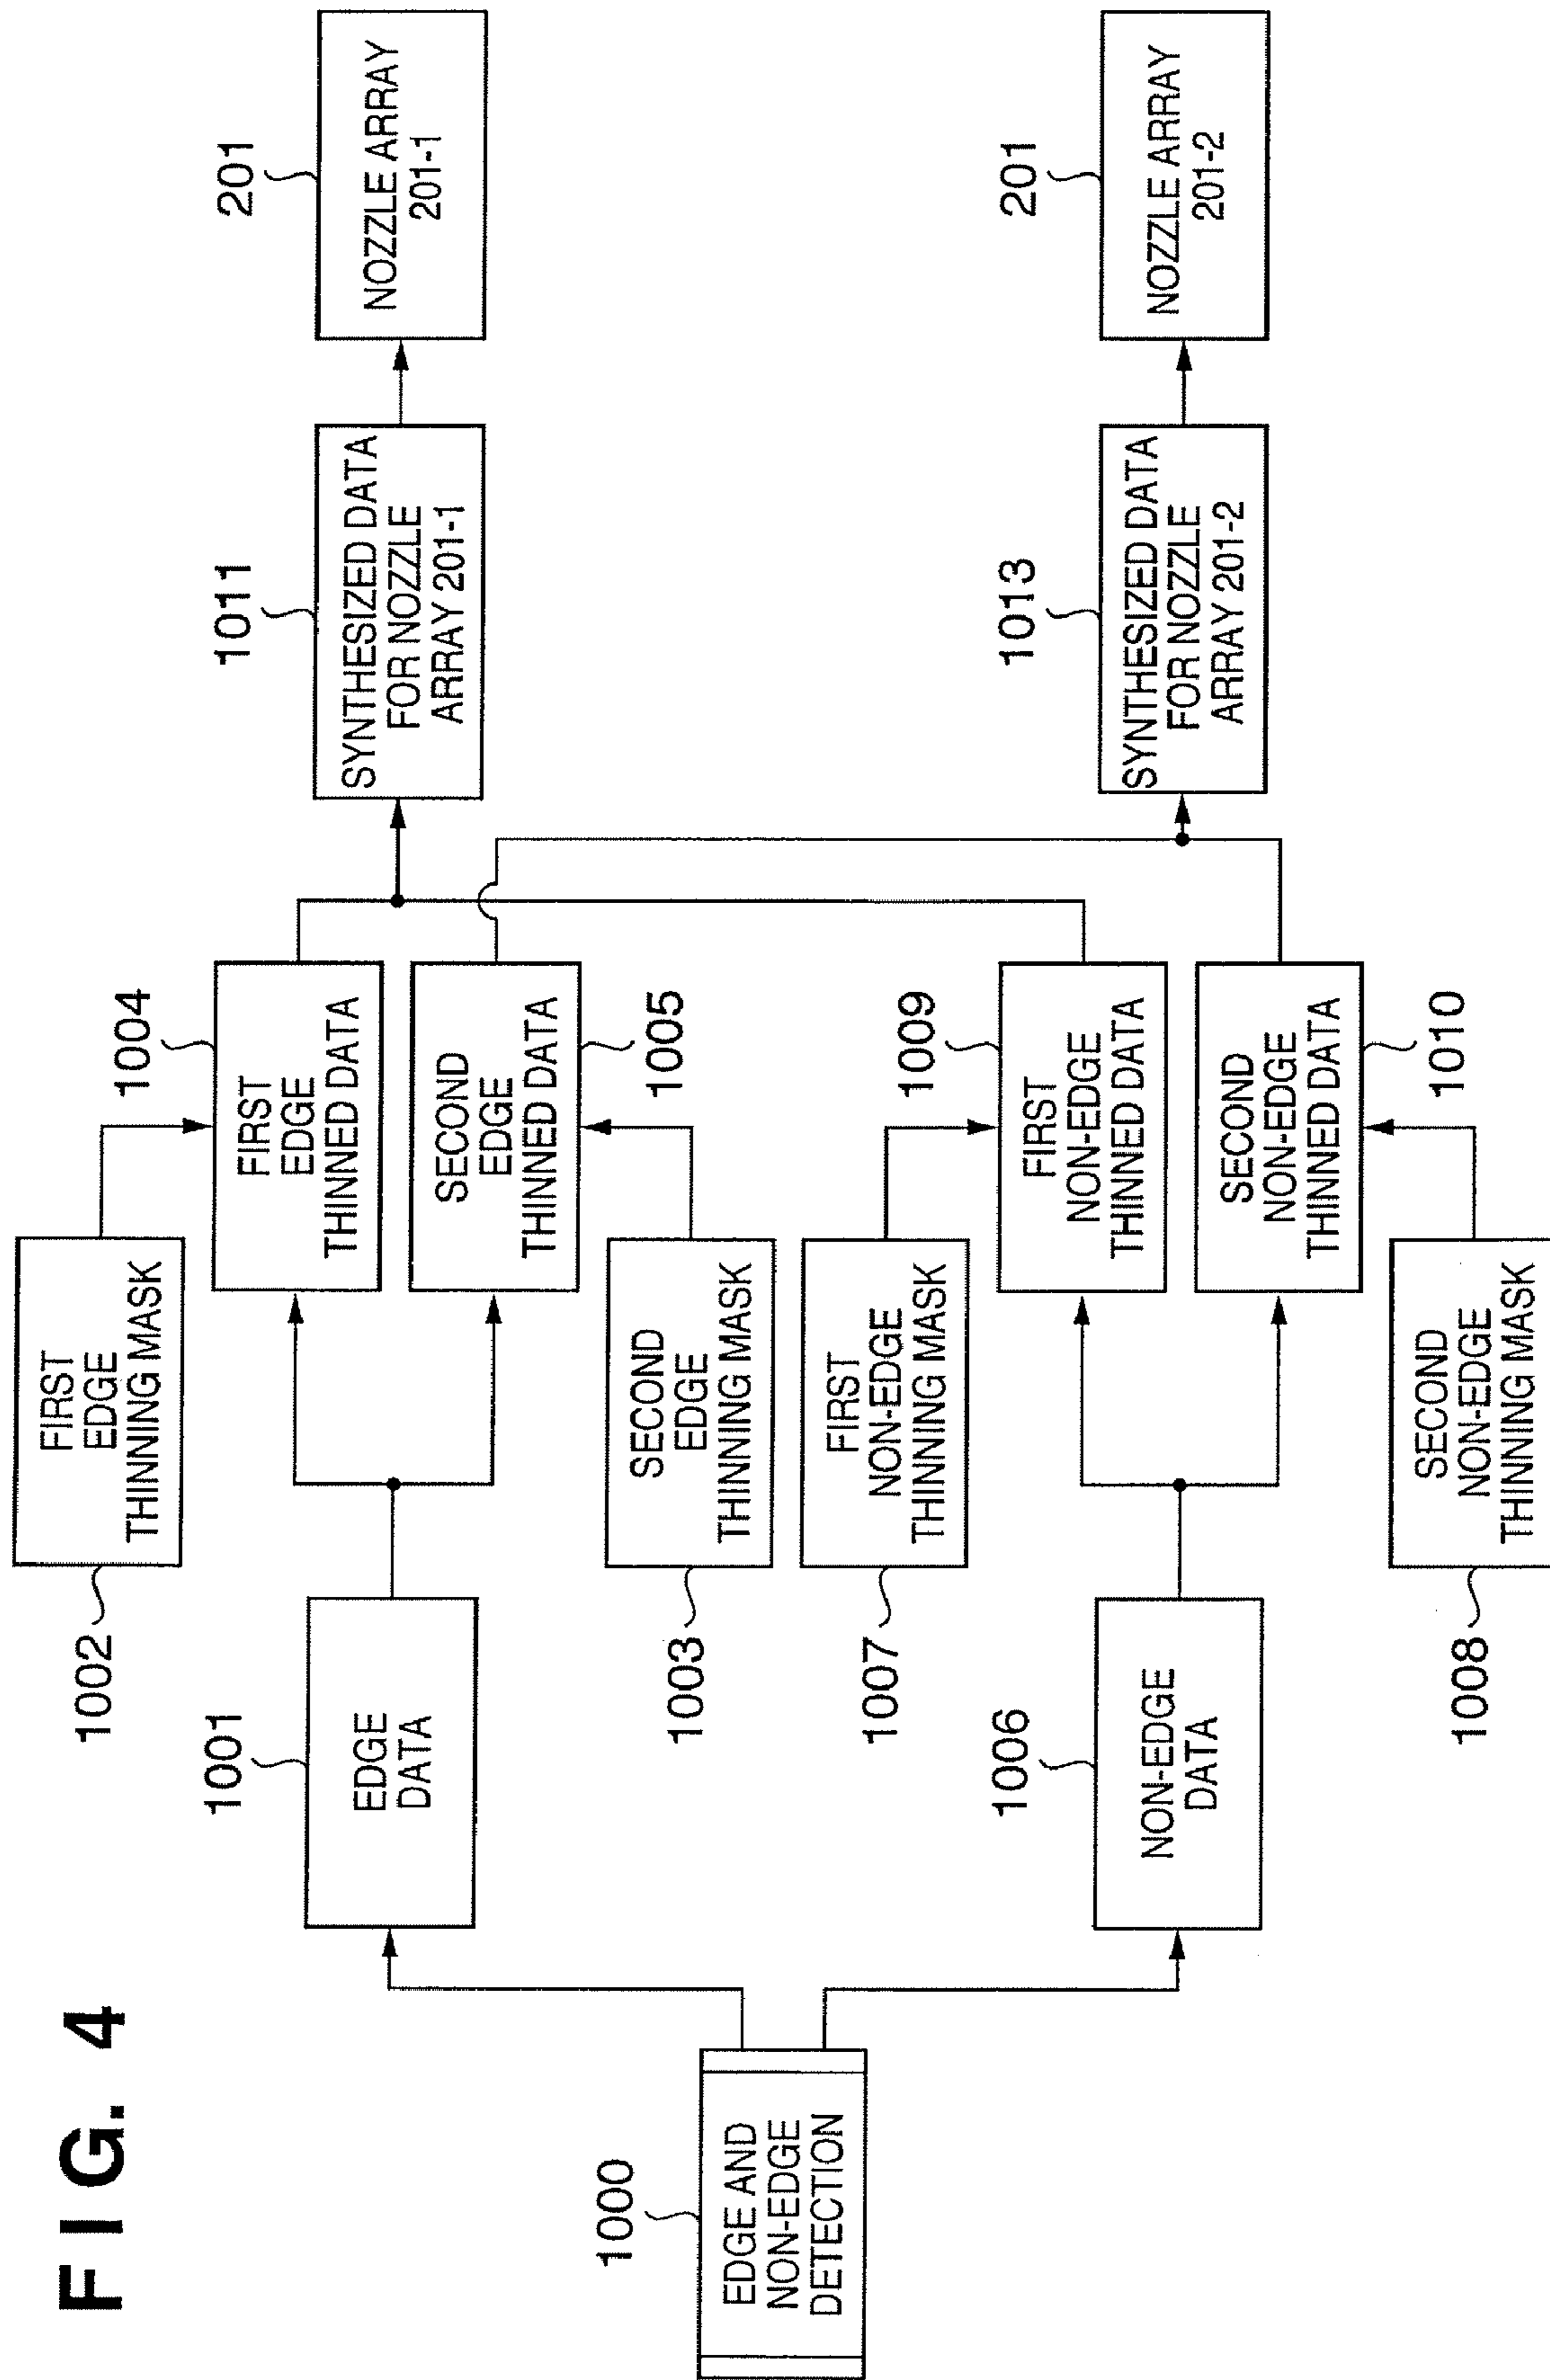 FIG. 4
1000
EDGE AND
NON-EDGE
DETECTION
1001
EDGE
DATA
1002
FIRST
EDGE
THINNING MASK
1003
SECOND
EDGE
THINNING MASK
1004
FIRST
EDGE
THINNED DATA
SECOND
EDGE
THINNED DATA
1005
1006
NON-EDGE
DATA
1007
FIRST
NON-EDGE
THINNING MASK
1008
SECOND
NON-EDGE
THINNING MASK
1009
FIRST
NON-EDGE
THINNED DATA
SECOND
NON-EDGE
THINNED DATA
1010
1011
SYNTHESIZED DATA
FOR NOZZLE
ARRAY 201-1
201
NOZZLE ARRAY
201-1
1013
SYNTHESIZED DATA
FOR NOZZLE
ARRAY 201-2
201
NOZZLE ARRAY
201-2